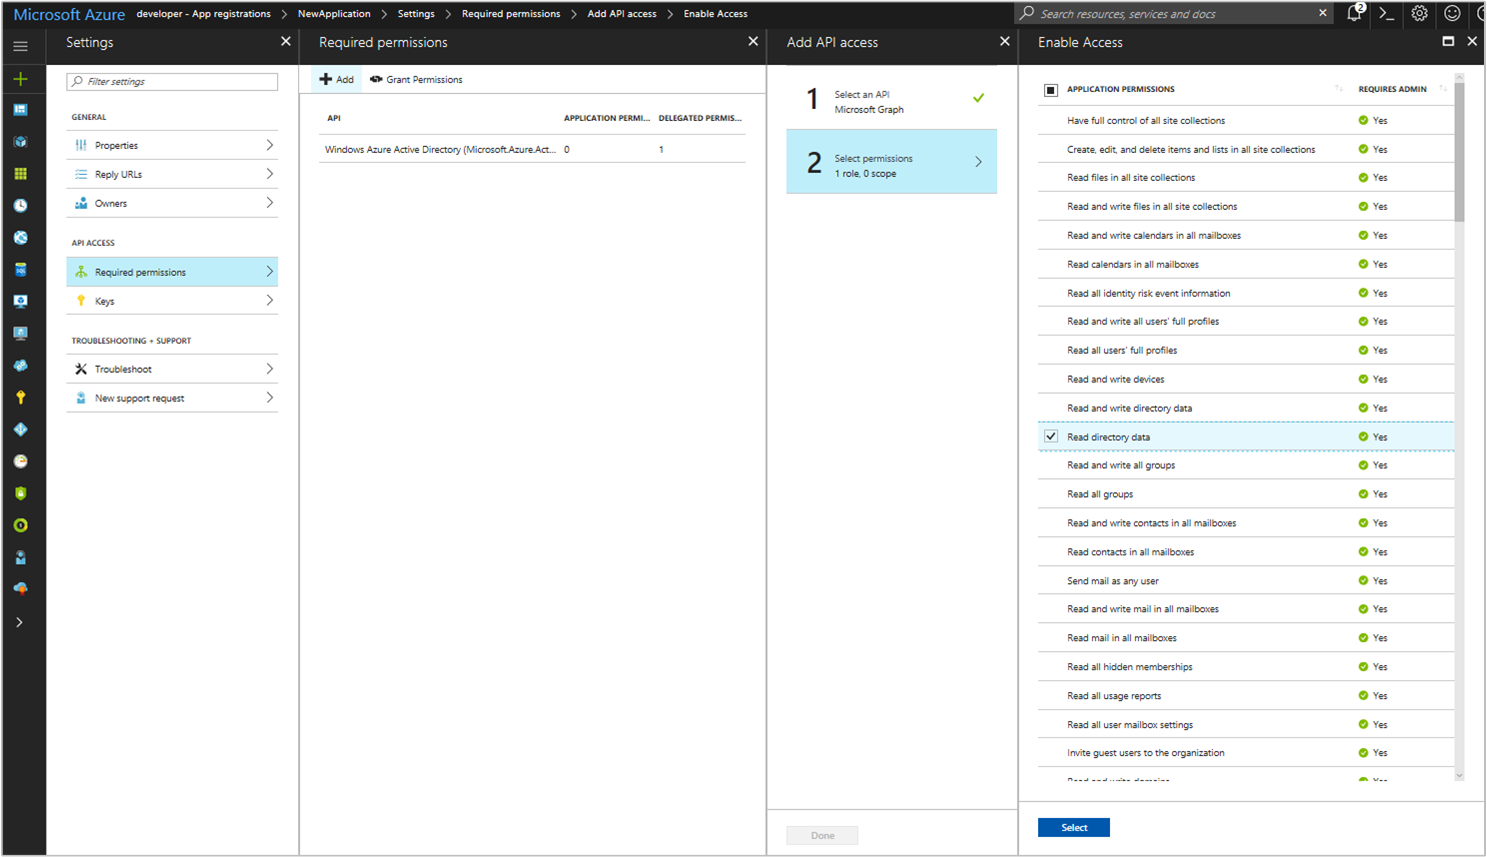 Microsoft Azure developer - App registrations NewApplication Settings Required permissions Add API access Enable Access Search resources, services and docs 2
Settings
Filter settings
GENERAL
Properties
Reply URLs
Owners
API ACCESS
Required permissions
Keys
TROUBLESHOOTING + SUPPORT
Troubleshoot
New support request
Required permissions
Add Grant Permissions
API APPLICATION PERMI... DELEGATED PERMIS...
Windows Azure Active Directory (Microsoft.Azure.Act... 0 1
Add API access
1 Select an API
Microsoft Graph
2 Select permissions
1 role, 0 scope
Done
Enable Access
APPLICATION PERMISSIONS REQUIRES ADMIN
Have full control of all site collections Yes
Create, edit, and delete items and lists in all site collections Yes
Read files in all site collections Yes
Read and write files in all site collections Yes
Read and write calendars in all mailboxes Yes
Read calendars in all mailboxes Yes
Read all identity risk event information Yes
Read and write all users' full profiles Yes
Read all users' full profiles Yes
Read and write devices Yes
Read and write directory data Yes
Read directory data Yes
Read and write all groups Yes
Read all groups Yes
Read and write contacts in all mailboxes Yes
Read contacts in all mailboxes Yes
Send mail as any user Yes
Read and write mail in all mailboxes Yes
Read mail in all mailboxes Yes
Read all hidden memberships Yes
Read all usage reports Yes
Read all user mailbox settings Yes
Invite guest users to the organization Yes
Read and write domains Yes
Select